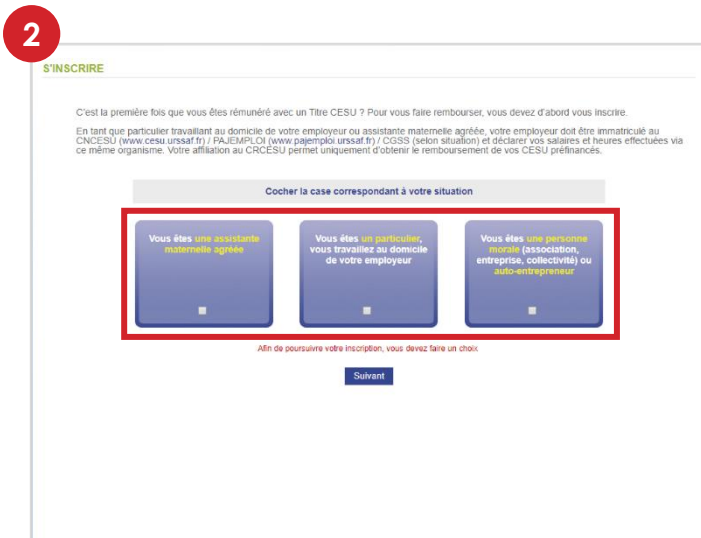 2
S'INSCRIRE
C'est la première fois que vous êtes rémunéré avec un Titre CESU ? Pour vous faire rembourser, vous devez d'abord vous inscrire.
En tant que particulier travaillant au domicile de votre employeur ou assistante maternelle agréée, votre employeur doit être immatriculé au
CNCESU (www.cesu.urssaf.fr) / PAJEMPLOI (www.pajemploi.urssaf.fr) / CGSS (selon situation) et déclarer vos salaires et heures effectuées via
ce même organisme. Votre affiliation au CRCESU permet uniquement d'obtenir le remboursement de vos CESU préfinancés.
Cocher la case correspondant à votre situation
Vous êtes une assistante
maternelle agréée
Vous êtes un particulier,
vous travaillez au domicile
de votre employeur
Vous êtes une personne
morale (association,
entreprise, collectivité) ou
auto-entrepreneur
Afin de poursuivre votre inscription, vous devez faire un choix
Suivant